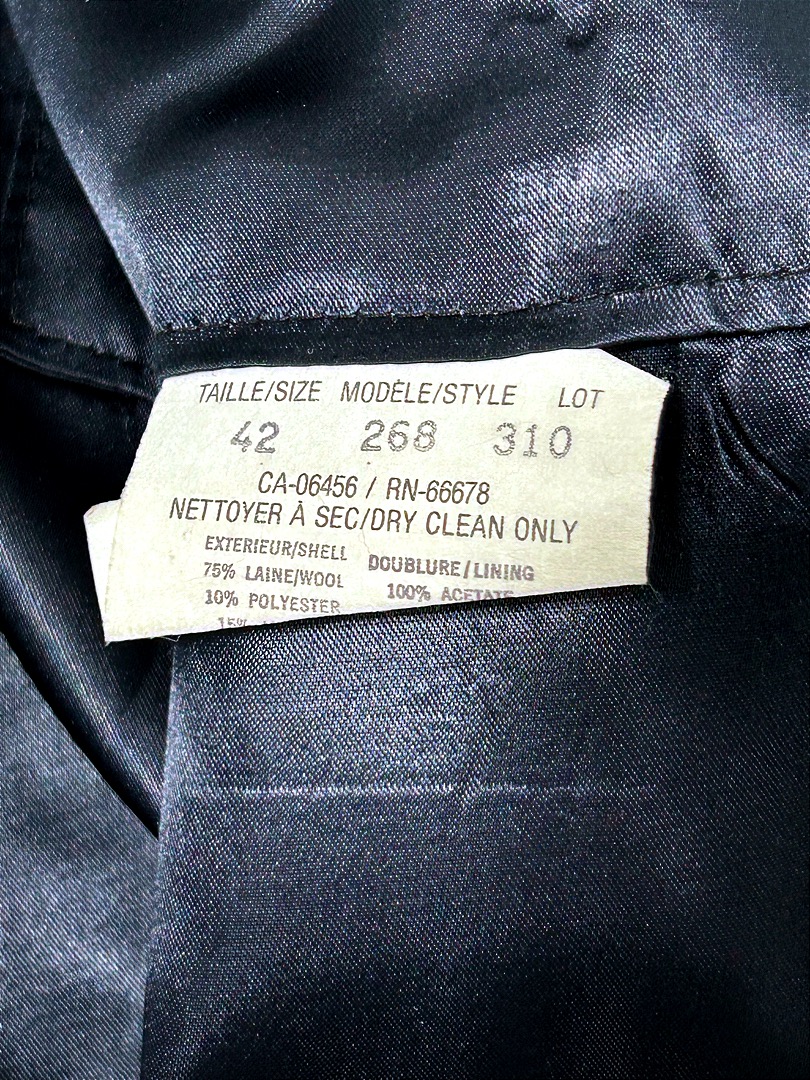 TAILLE/SIZE MODÈLE/STYLE LOT
42 268 310
CA-06456 / RN-66678
NETTOYER À SEC/DRY CLEAN ONLY
EXTERIEUR/SHELL DOUBLURE/LINING
75% LAINE/WOOL 100% ACETATE
10% POLYESTER
15%